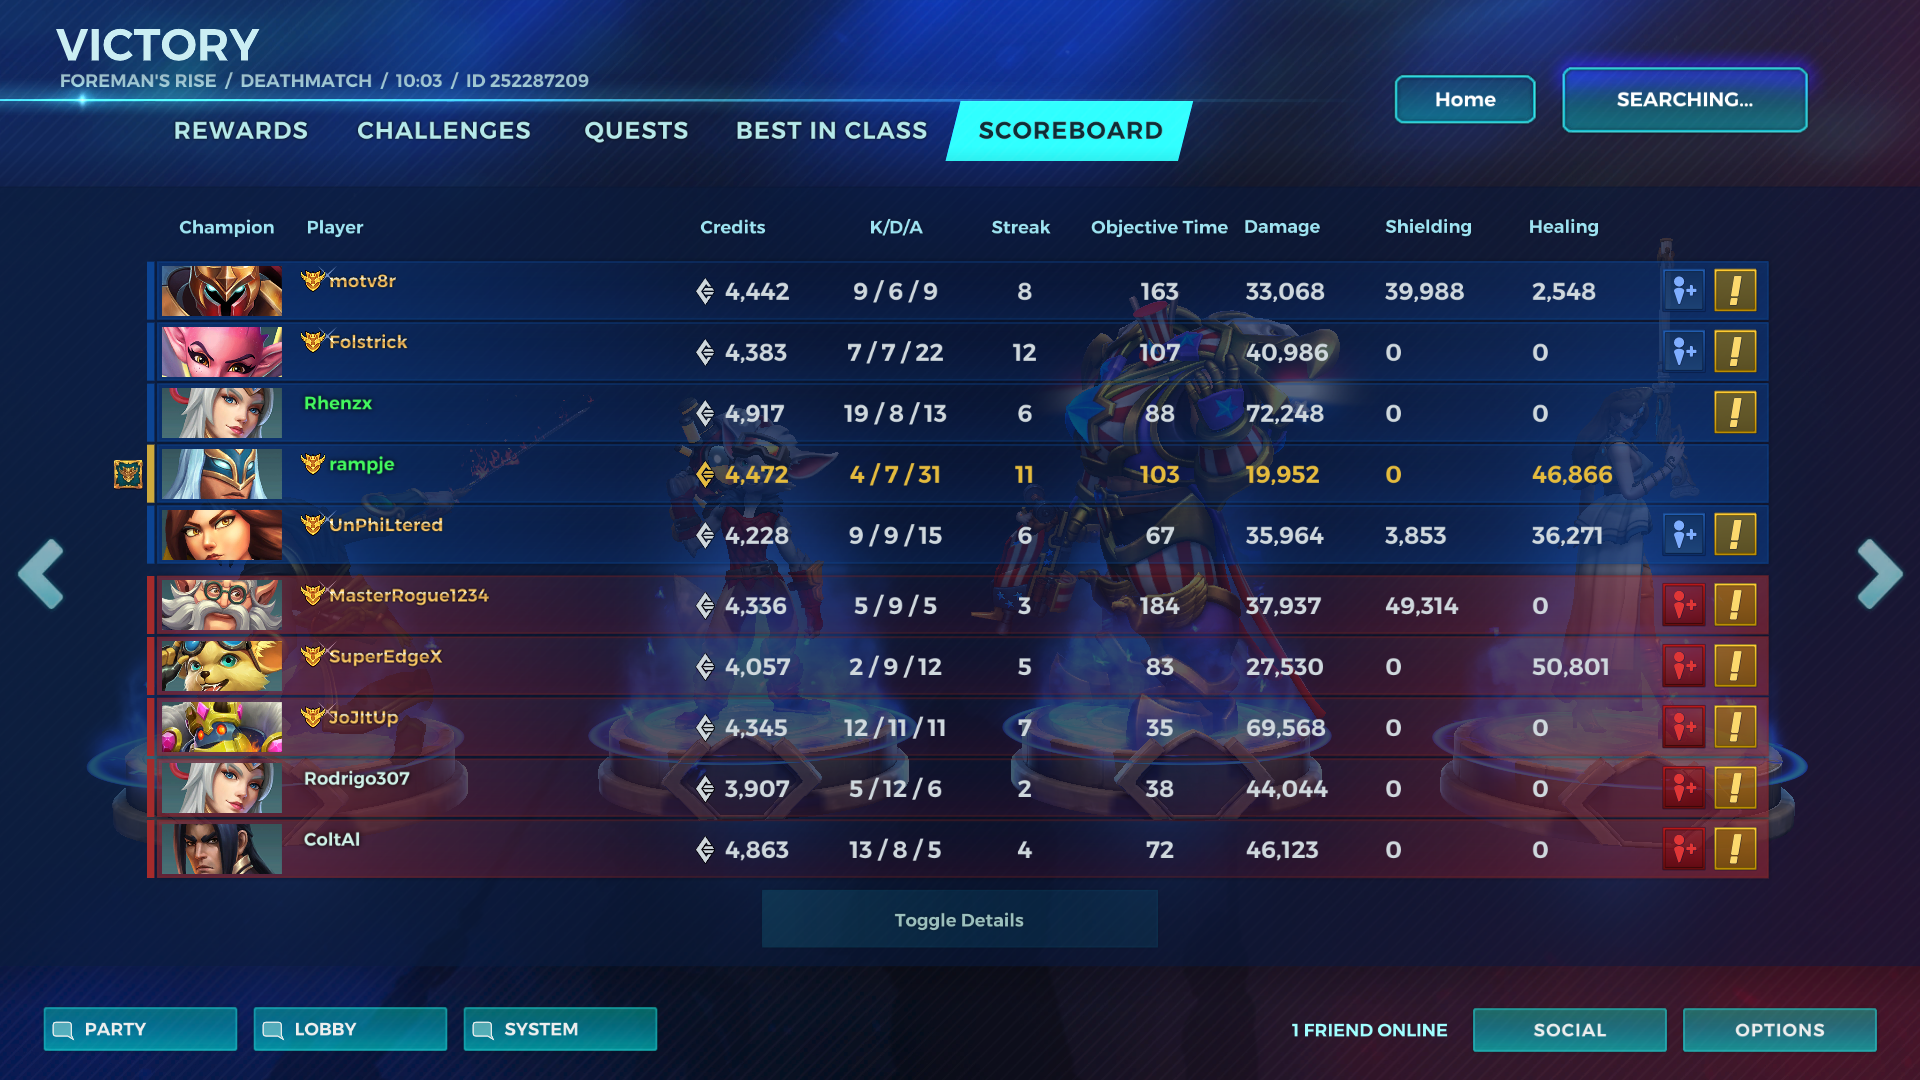 VICTORY
FOREMAN'S RISE / DEATHMATCH / 10:03 / ID 252287209
Home
SEARCHING...
REWARDS CHALLENGES QUESTS BEST IN CLASS SCOREBOARD
Champion Player Credits K/D/A Streak Objective Time Damage Shielding Healing
motv8r 4,442 9 / 6 / 9 8 163 33,068 39,988 2,548
Folstrick 4,383 7 / 7 / 22 12 107 40,986 0 0
Rhenzx 4,917 19 / 8 / 13 6 88 72,248 0 0
rampje 4,472 4 / 7 / 31 11 103 19,952 0 46,866
UnPhiLtered 4,228 9 / 9 / 15 6 67 35,964 3,853 36,271
MasterRogue1234 4,336 5 / 9 / 5 3 184 37,937 49,314 0
SuperEdgeX 4,057 2 / 9 / 12 5 83 27,530 0 50,801
JoJItUp 4,345 12 / 11 / 11 7 35 69,568 0 0
Rodrigo307 3,907 5 / 12 / 6 2 38 44,044 0 0
ColtAl 4,863 13 / 8 / 5 4 72 46,123 0 0
Toggle Details
PARTY LOBBY SYSTEM 1 FRIEND ONLINE SOCIAL OPTIONS